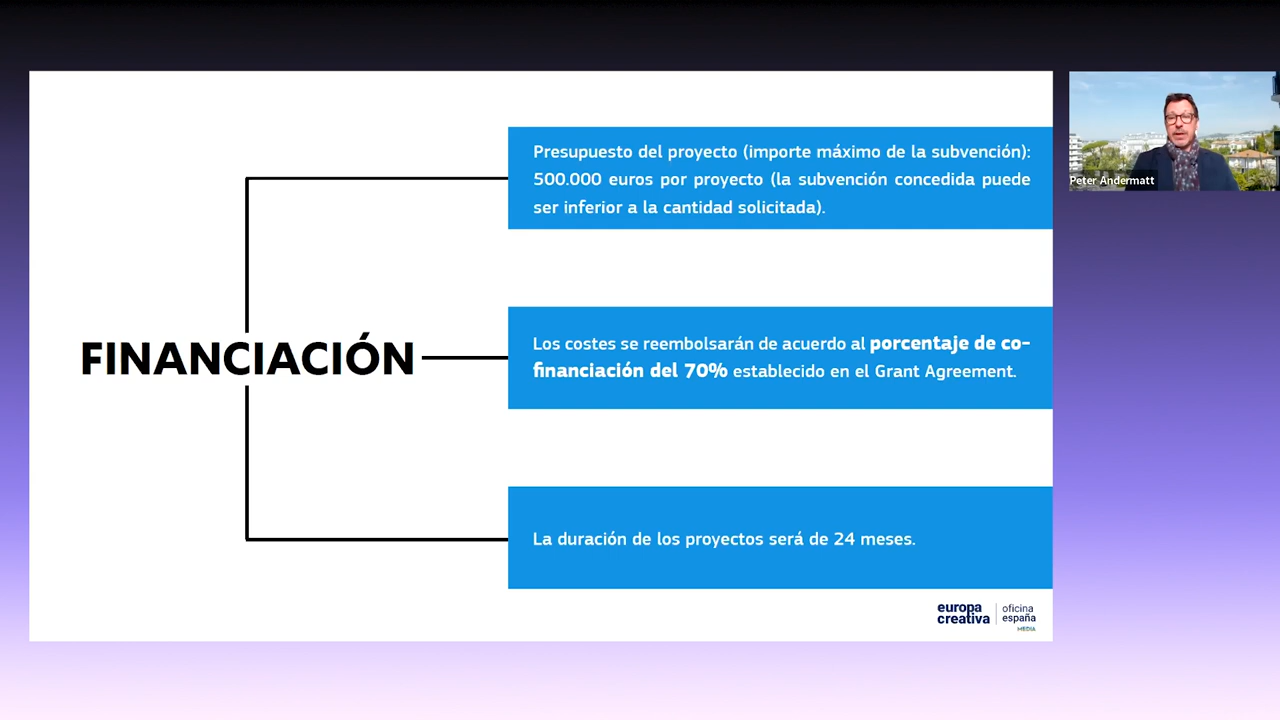 Presupuesto del proyecto (importe máximo de la subvención):
500.000 euros por proyecto (la subvención concedida puede
ser inferior a la cantidad solicitada).
Peter Andermatt
FINANCIACIÓN
Los costes se reembolsarán de acuerdo al porcentaje de co-
financiación del 70% establecido en el Grant Agreement.
La duración de los proyectos será de 24 meses.
europa
creativa
oficina
españa
MEDIA